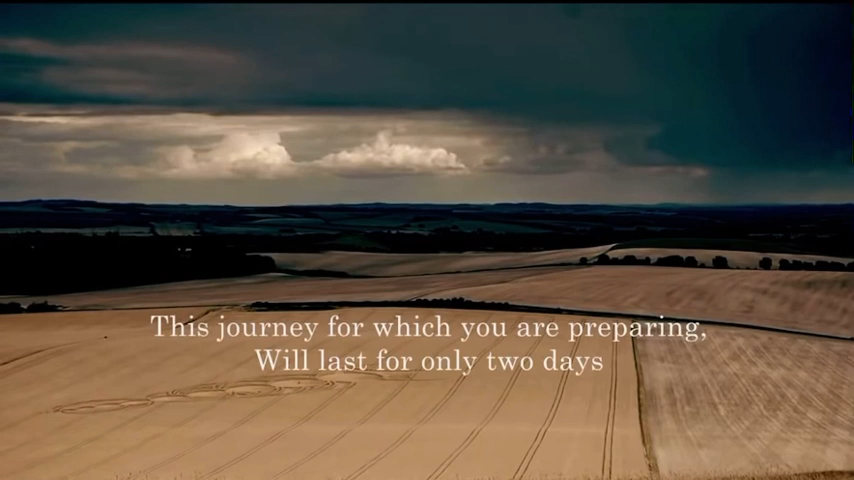 This journey for which you are preparing,
Will last for only two days